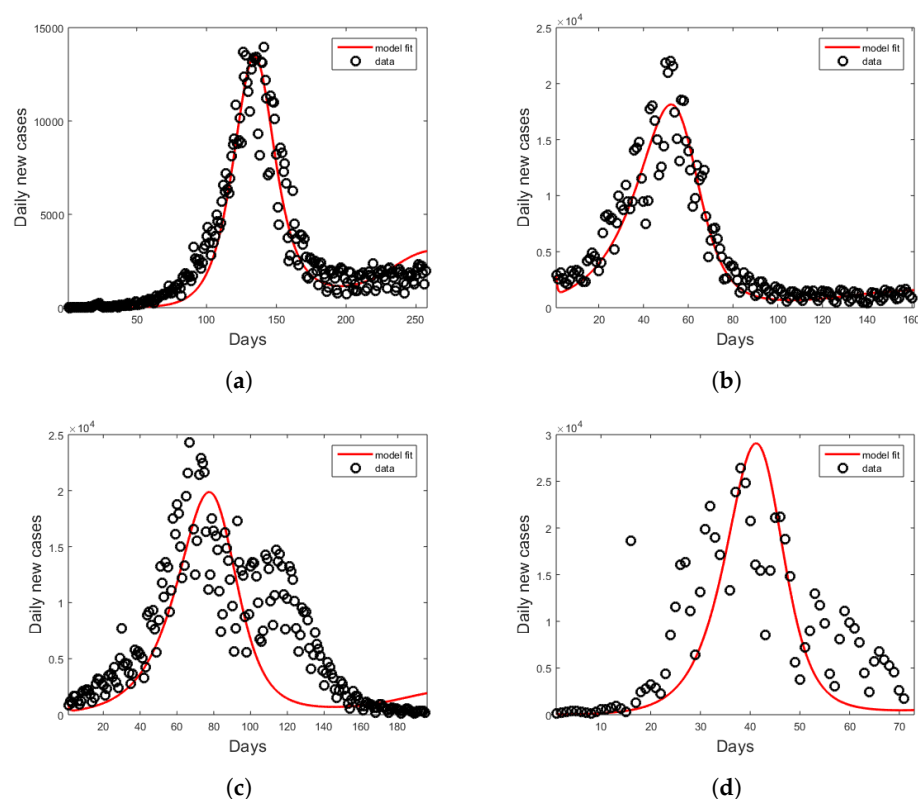 15000
10000
5000
0
50
100
150
200
250
Daily new cases
Days
model fit
data
(a)
×10⁴
2.5
2
1.5
1
0.5
0
20
40
60
80
100
120
140
160
Daily new cases
Days
model fit
data
(b)
×10⁴
2.5
2
1.5
1
0.5
0
20
40
60
80
100
120
140
160
180
Daily new cases
Days
model fit
data
(c)
×10⁴
3
2.5
2
1.5
1
0.5
0
10
20
30
40
50
60
70
Daily new cases
Days
model fit
data
(d)